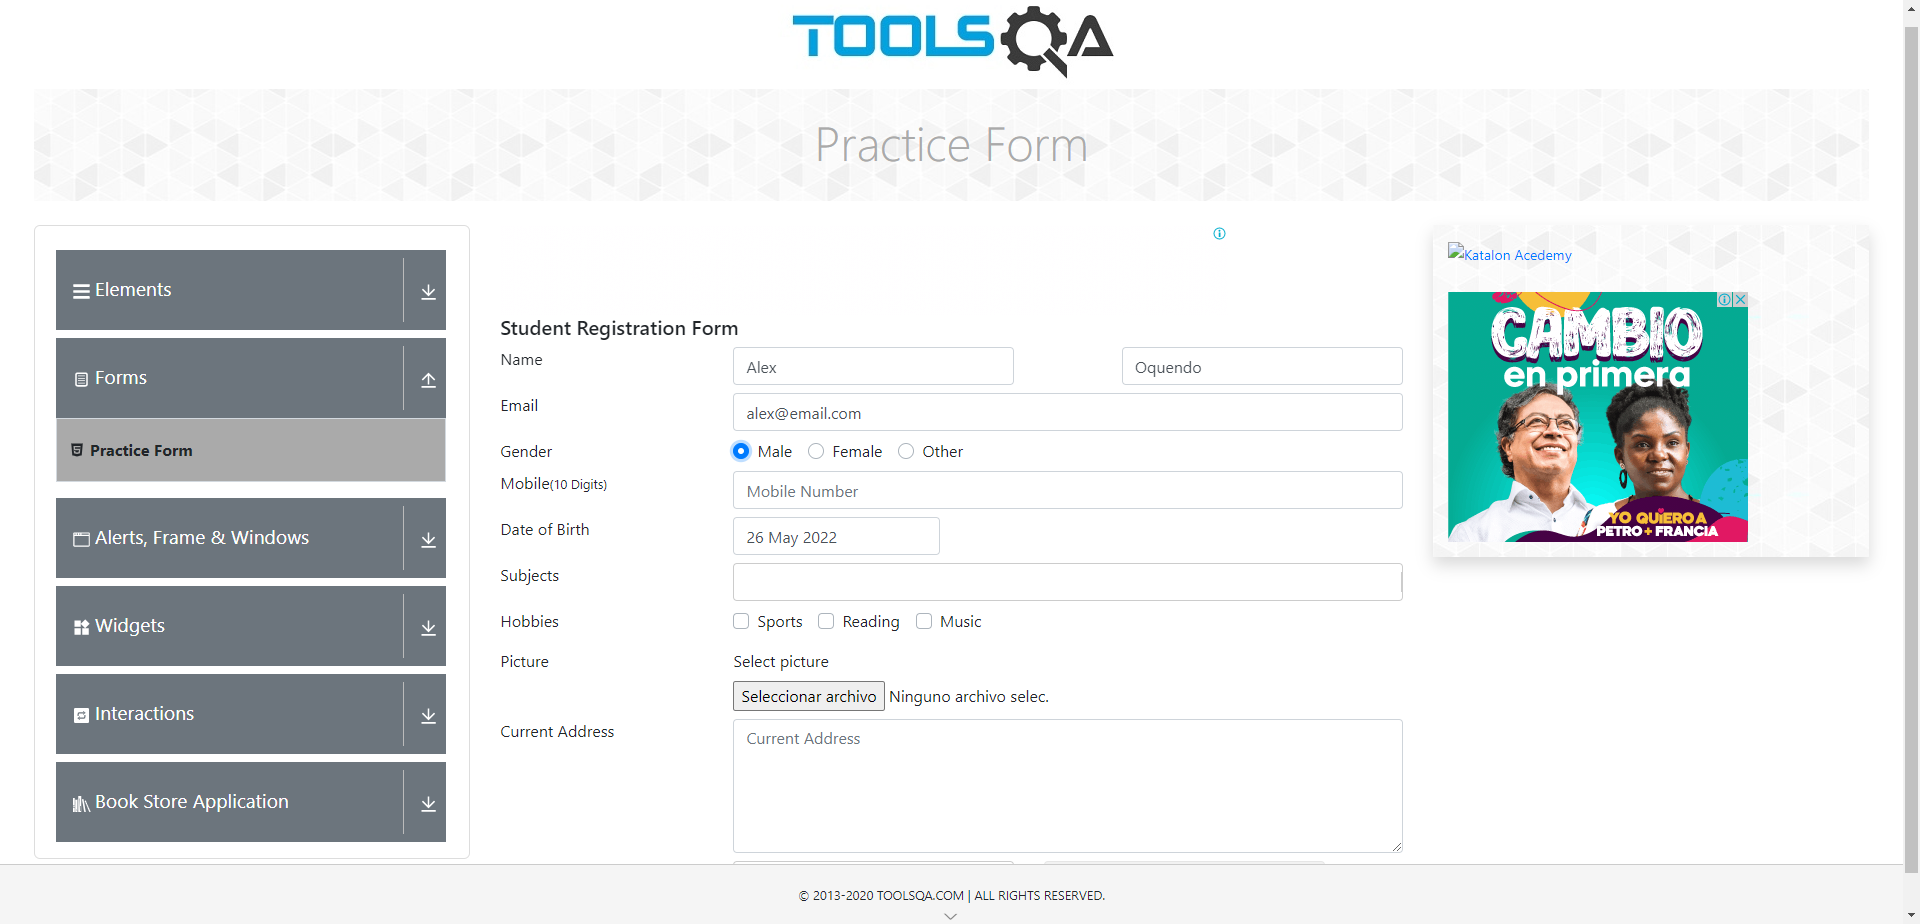 TOOLSQA
Practice Form
Elements
Forms
Practice Form
Alerts, Frame & Windows
Widgets
Interactions
Book Store Application
Student Registration Form
Name Alex Oquendo
Email alex@email.com
Gender Male Female Other
Mobile(10 Digits) Mobile Number
Date of Birth 26 May 2022
Subjects
Hobbies Sports Reading Music
Picture Select picture
Seleccionar archivo Ninguno archivo selec.
Current Address Current Address
Katalon Acedemy
CAMBIO
en primera
YO QUIERO A
PETRO + FRANCIA
© 2013-2020 TOOLSQA.COM | ALL RIGHTS RESERVED.